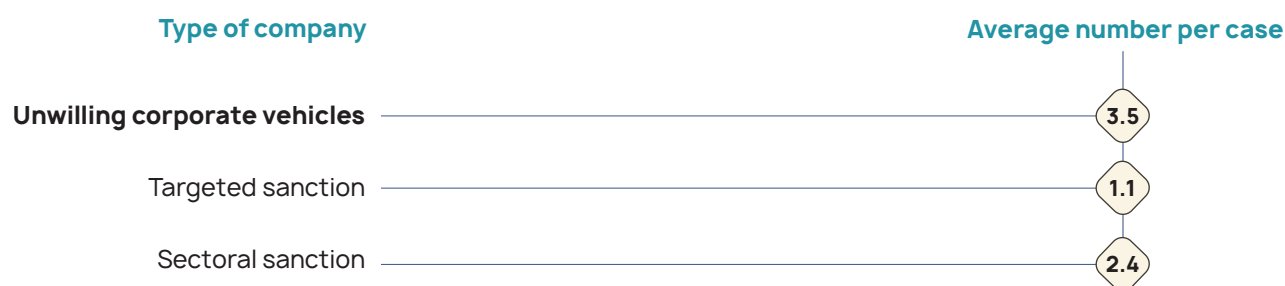 Type of company Average number per case
Unwilling corporate vehicles 3.5
Targeted sanction 1.1
Sectoral sanction 2.4